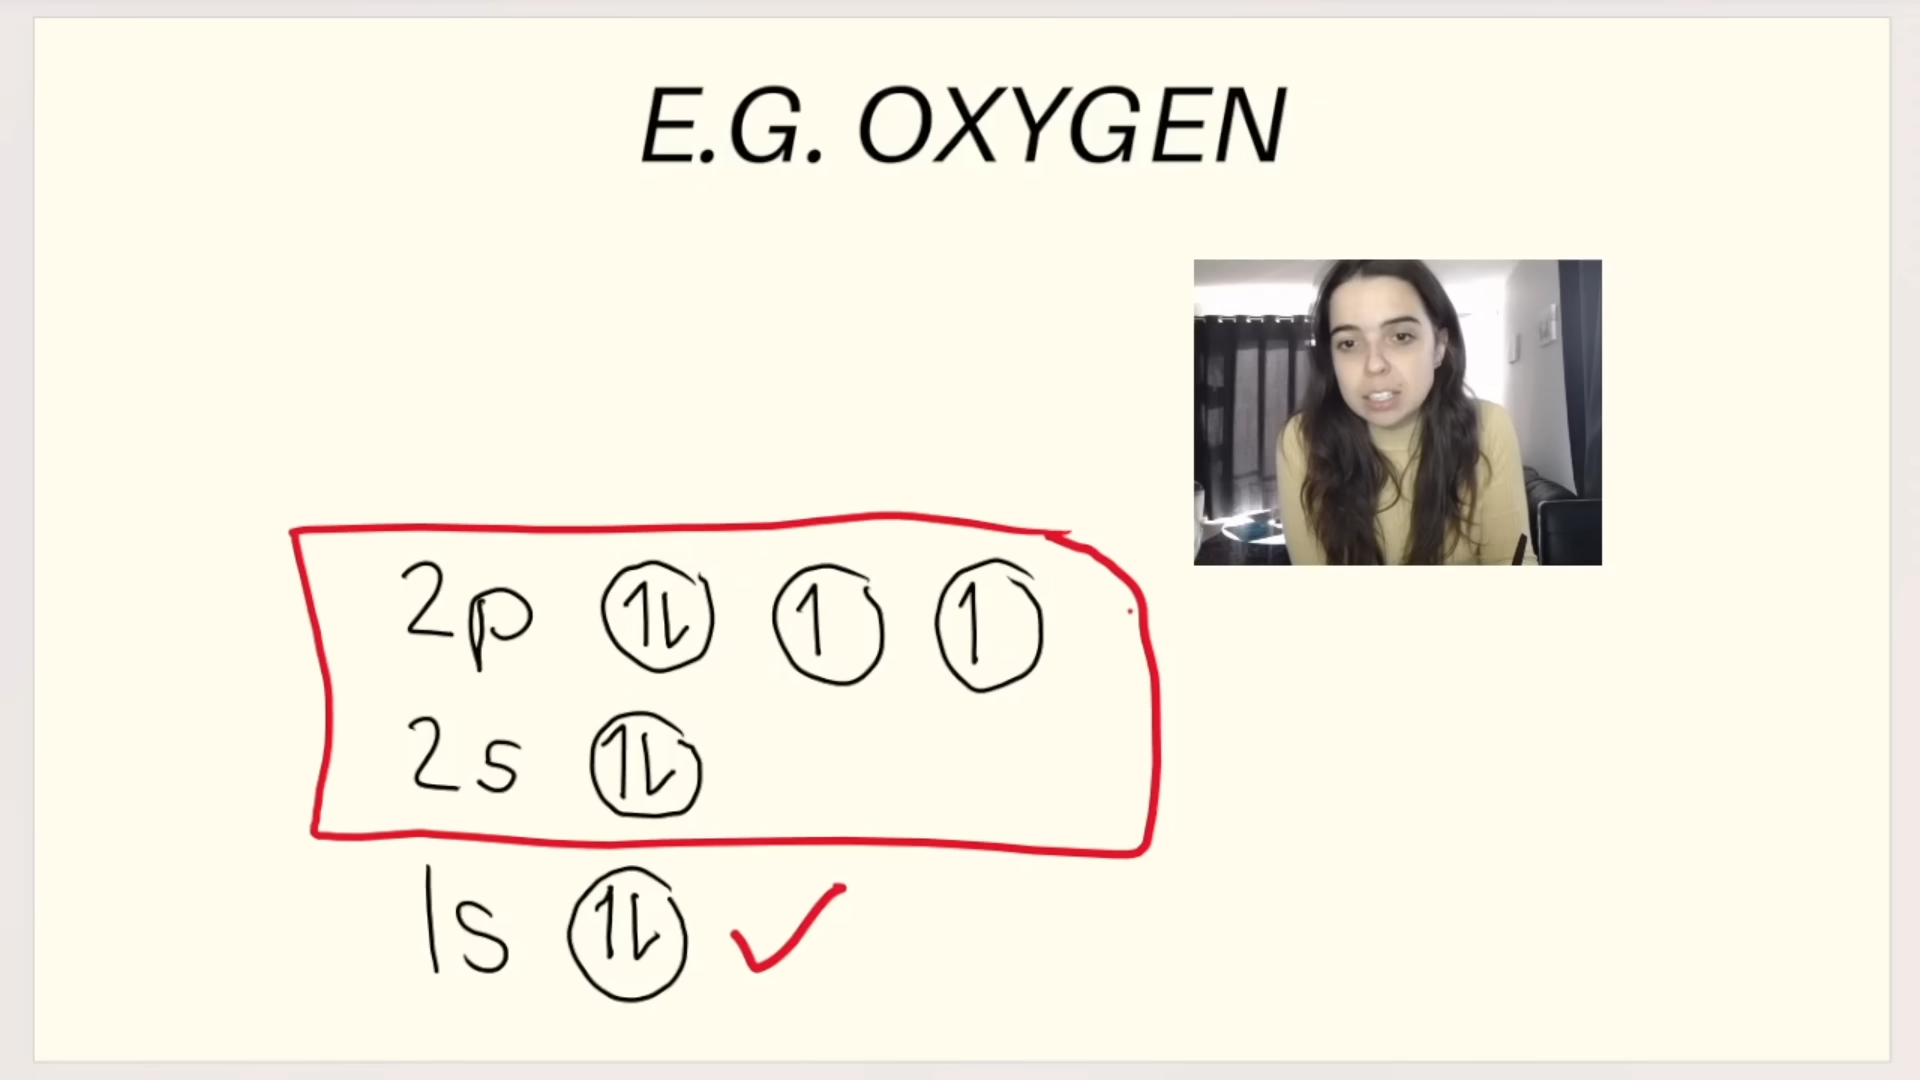 E.G. OXYGEN
2p ⥮ ↿ ↿
2s ⥮
1s ⥮ ✓